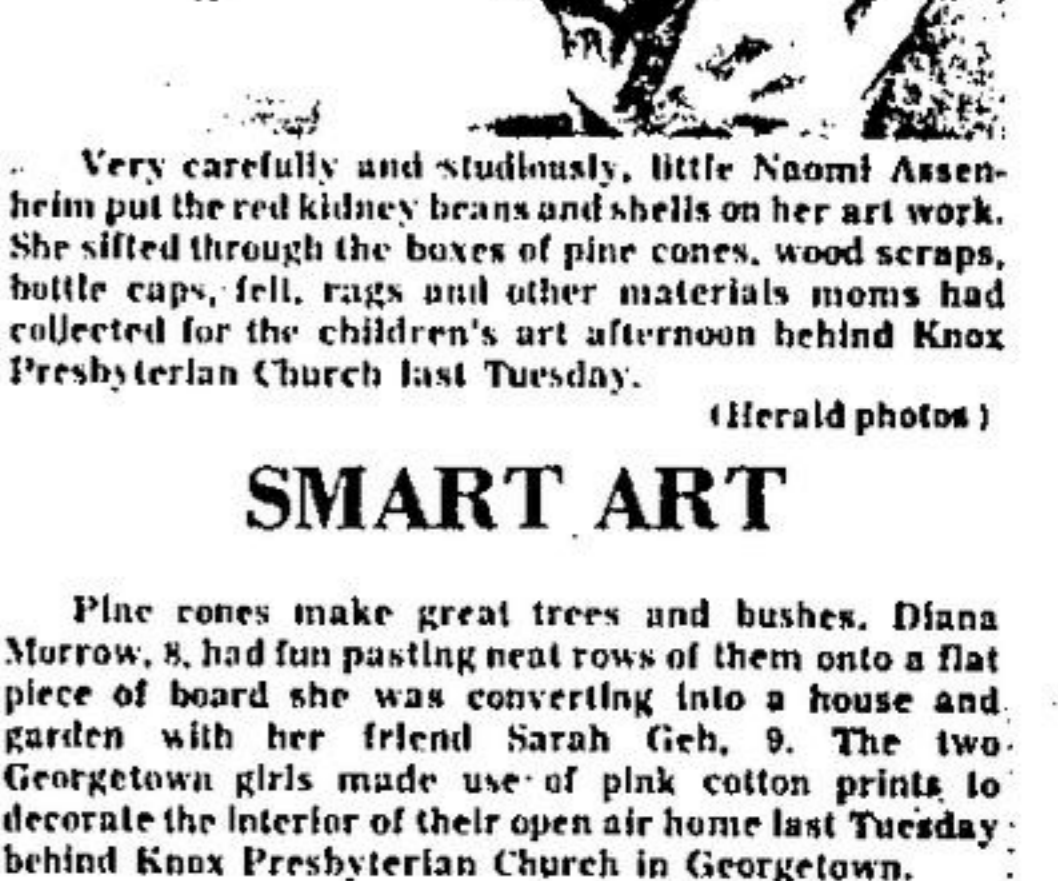 Very carefully and studiously, little Naomi Assen-
heim put the red kidney beans and shells on her art work.
She sifted through the boxes of pine cones, wood scraps,
bottle caps, felt, rags and other materials moms had
collected for the children's art afternoon behind Knox
Presbyterian Church last Tuesday.
(Herald photos)
SMART ART
Pine cones make great trees and bushes. Diana
Morrow, 8, had fun pasting neat rows of them onto a flat
piece of board she was converting into a house and
garden with her friend Sarah Geh, 9. The two
Georgetown girls made use of pink cotton prints to
decorate the interior of their open air home last Tuesday
behind Knox Presbyterian Church in Georgetown.